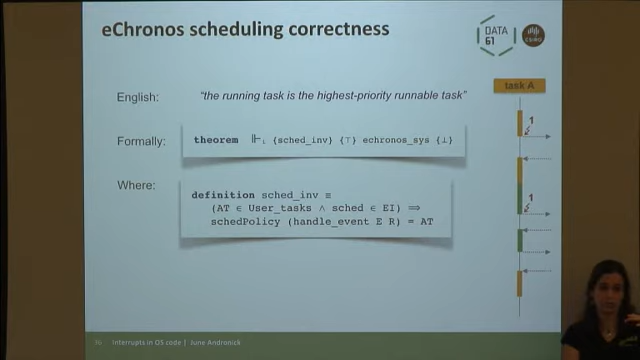 eChronos scheduling correctness
DATA
61
CSIRO
English: "the running task is the highest-priority runnable task"
task A
1
Formally: theorem ⊩ᵢ {sched_inv} {⊤} echronos_sys {⊥}
Where:
definition sched_inv ≡
(AT ∈ User_tasks ∧ sched ∈ EI) ⟹
schedPolicy (handle_event E R) = AT
1
Interrupts in OS code | June Andronick